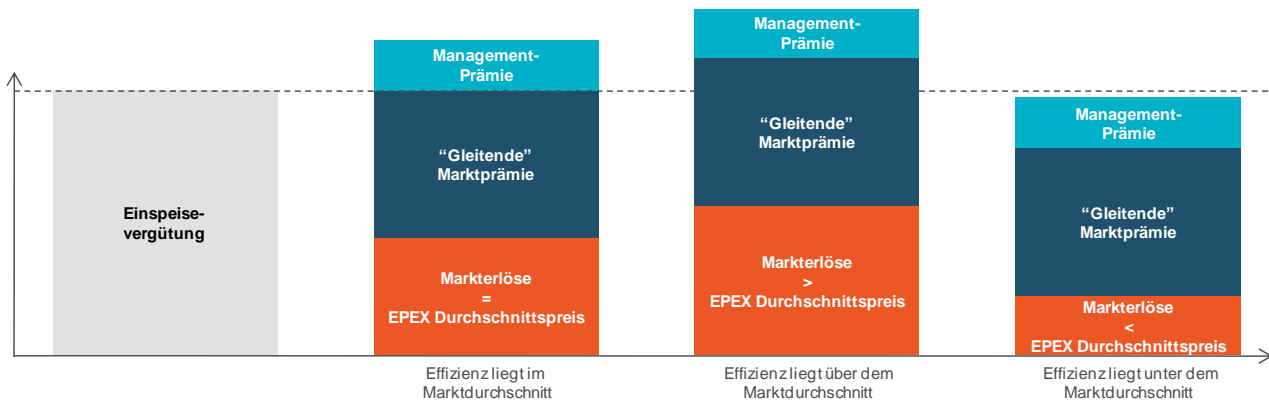 Einspeise-
vergütung
Management-
Prämie
“Gleitende”
Marktprämie
Markterlöse
=
EPEX Durchschnittspreis
Effizienz liegt im
Marktdurchschnitt
Management-
Prämie
“Gleitende”
Marktprämie
Markterlöse
>
EPEX Durchschnittspreis
Effizienz liegt über dem
Marktdurchschnitt
Management-
Prämie
“Gleitende”
Marktprämie
Markterlöse
<
EPEX Durchschnittspreis
Effizienz liegt unter dem
Marktdurchschnitt